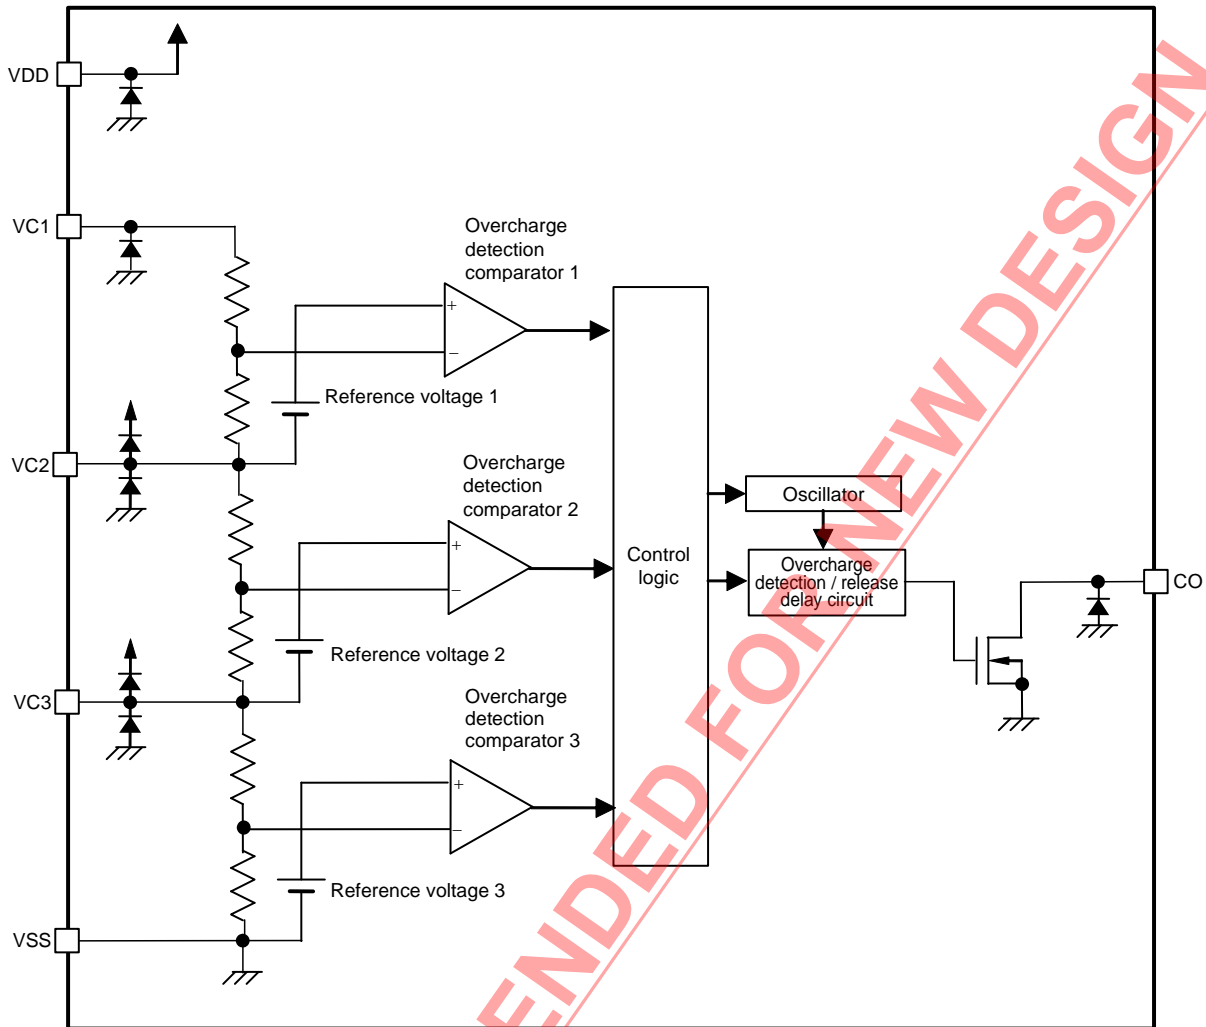 VDD
VC1
Overcharge
detection
comparator 1
+
−
Reference voltage 1
VC2
Overcharge
detection
comparator 2
+
−
Reference voltage 2
VC3
Overcharge
detection
comparator 3
+
−
Reference voltage 3
VSS
Control
logic
Oscillator
Overcharge
detection / release
delay circuit
CO
ENDED FOR NEW DESIGN